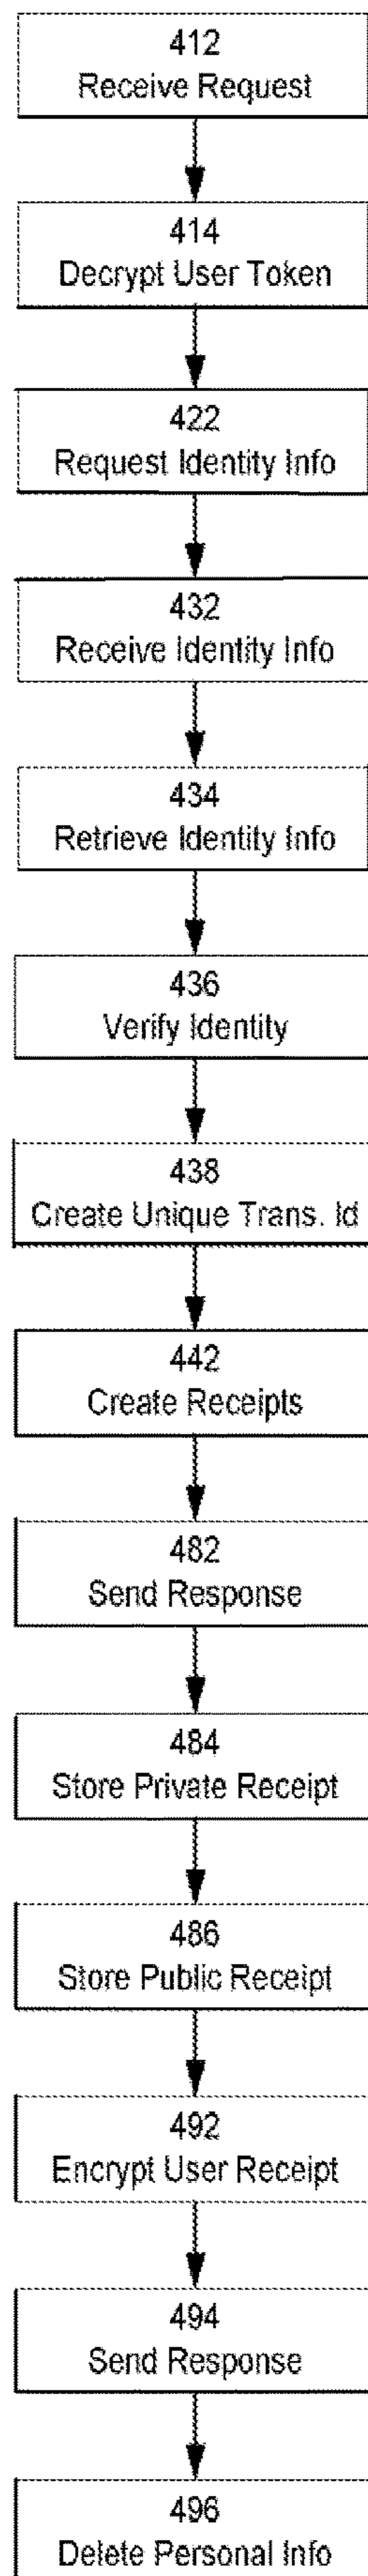 412
Receive Request
414
Decrypt User Token
422
Request Identity Info
432
Receive Identity Info
434
Retrieve Identity Info
436
Verify Identity
438
Create Unique Trans. Id
442
Create Receipts
482
Send Response
484
Store Private Receipt
486
Store Public Receipt
492
Encrypt User Receipt
494
Send Response
496
Delete Personal Info